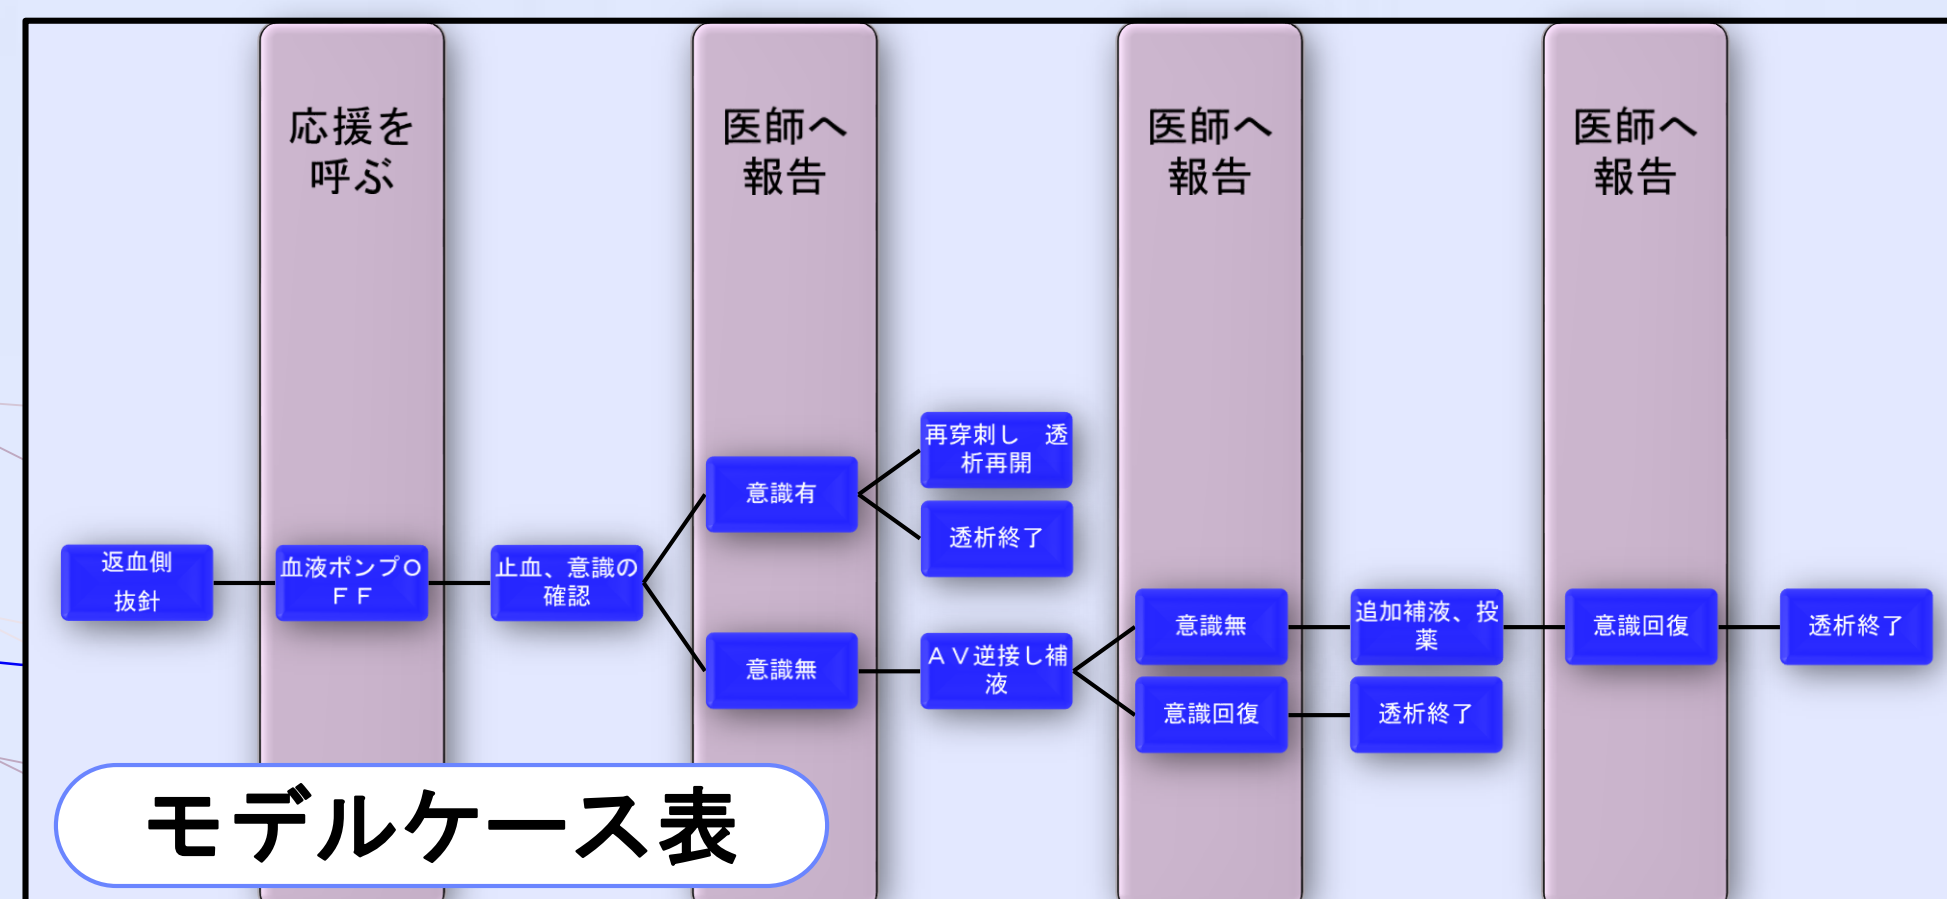 応援を
呼ぶ
医師へ
報告
医師へ
報告
医師へ
報告
返血側
抜針
血液ポンプO
FF
止血、意識の
確認
意識有
再穿刺し　透
析再開
透析終了
意識無
AV逆接し補
液
意識無
追加補液、投
薬
意識回復
透析終了
意識回復
透析終了
モデルケース表